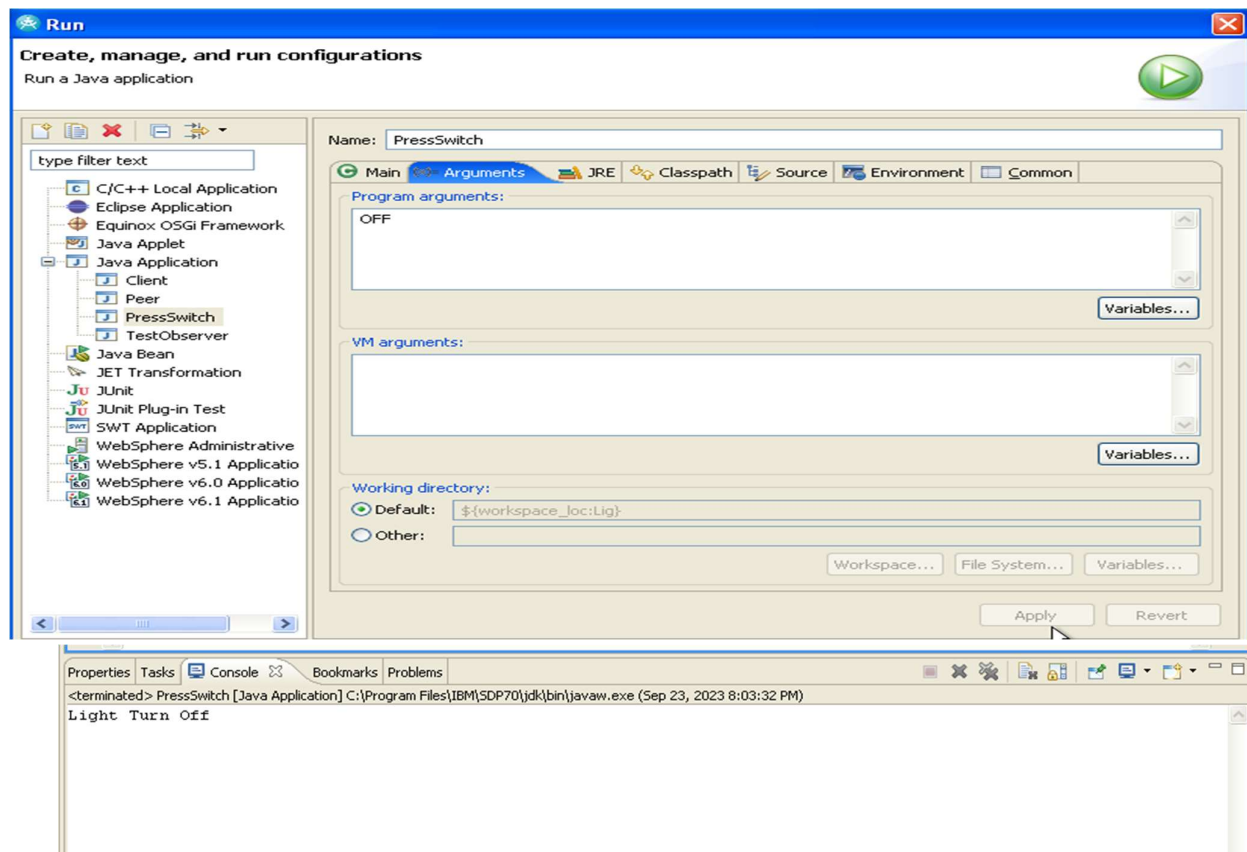 Run
Create, manage, and run configurations
Run a Java application
type filter text
C/C++ Local Application
Eclipse Application
Equinox OSGi Framework
Java Applet
Java Application
Client
Peer
PressSwitch
TestObserver
Java Bean
JET Transformation
JUnit
JUnit Plug-in Test
SWT Application
WebSphere Administrative
WebSphere v5.1 Applicatio
WebSphere v6.0 Applicatio
WebSphere v6.1 Applicatio
Name: PressSwitch
Main Arguments JRE Classpath Source Environment Common
Program arguments:
OFF
Variables...
VM arguments:
Variables...
Working directory:
Default: ${workspace_loc:Lig}
Other:
Workspace... File System... Variables...
Apply Revert
Properties Tasks Console Bookmarks Problems
<terminated> PressSwitch [Java Application] C:\Program Files\IBM\SDP70\jdk\bin\javaw.exe (Sep 23, 2023 8:03:32 PM)
Light Turn Off